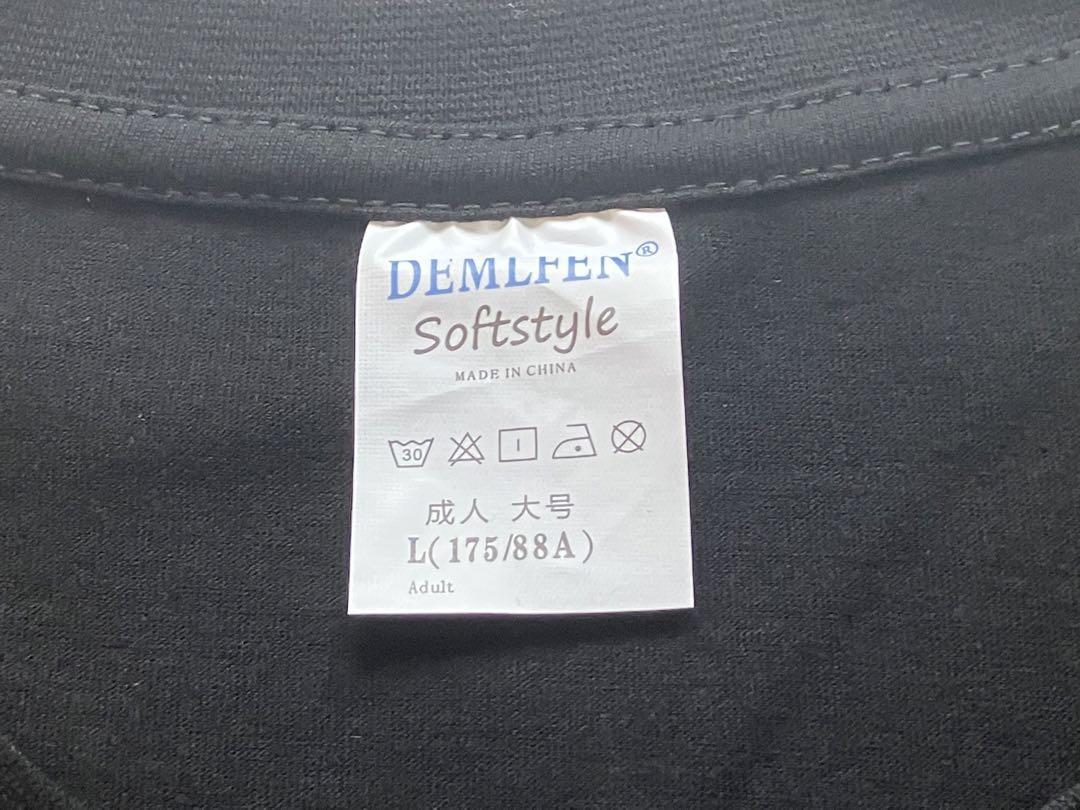 DEMLFEN®
Softstyle
MADE IN CHINA
30
成人 大号
L(175/88A)
Adult